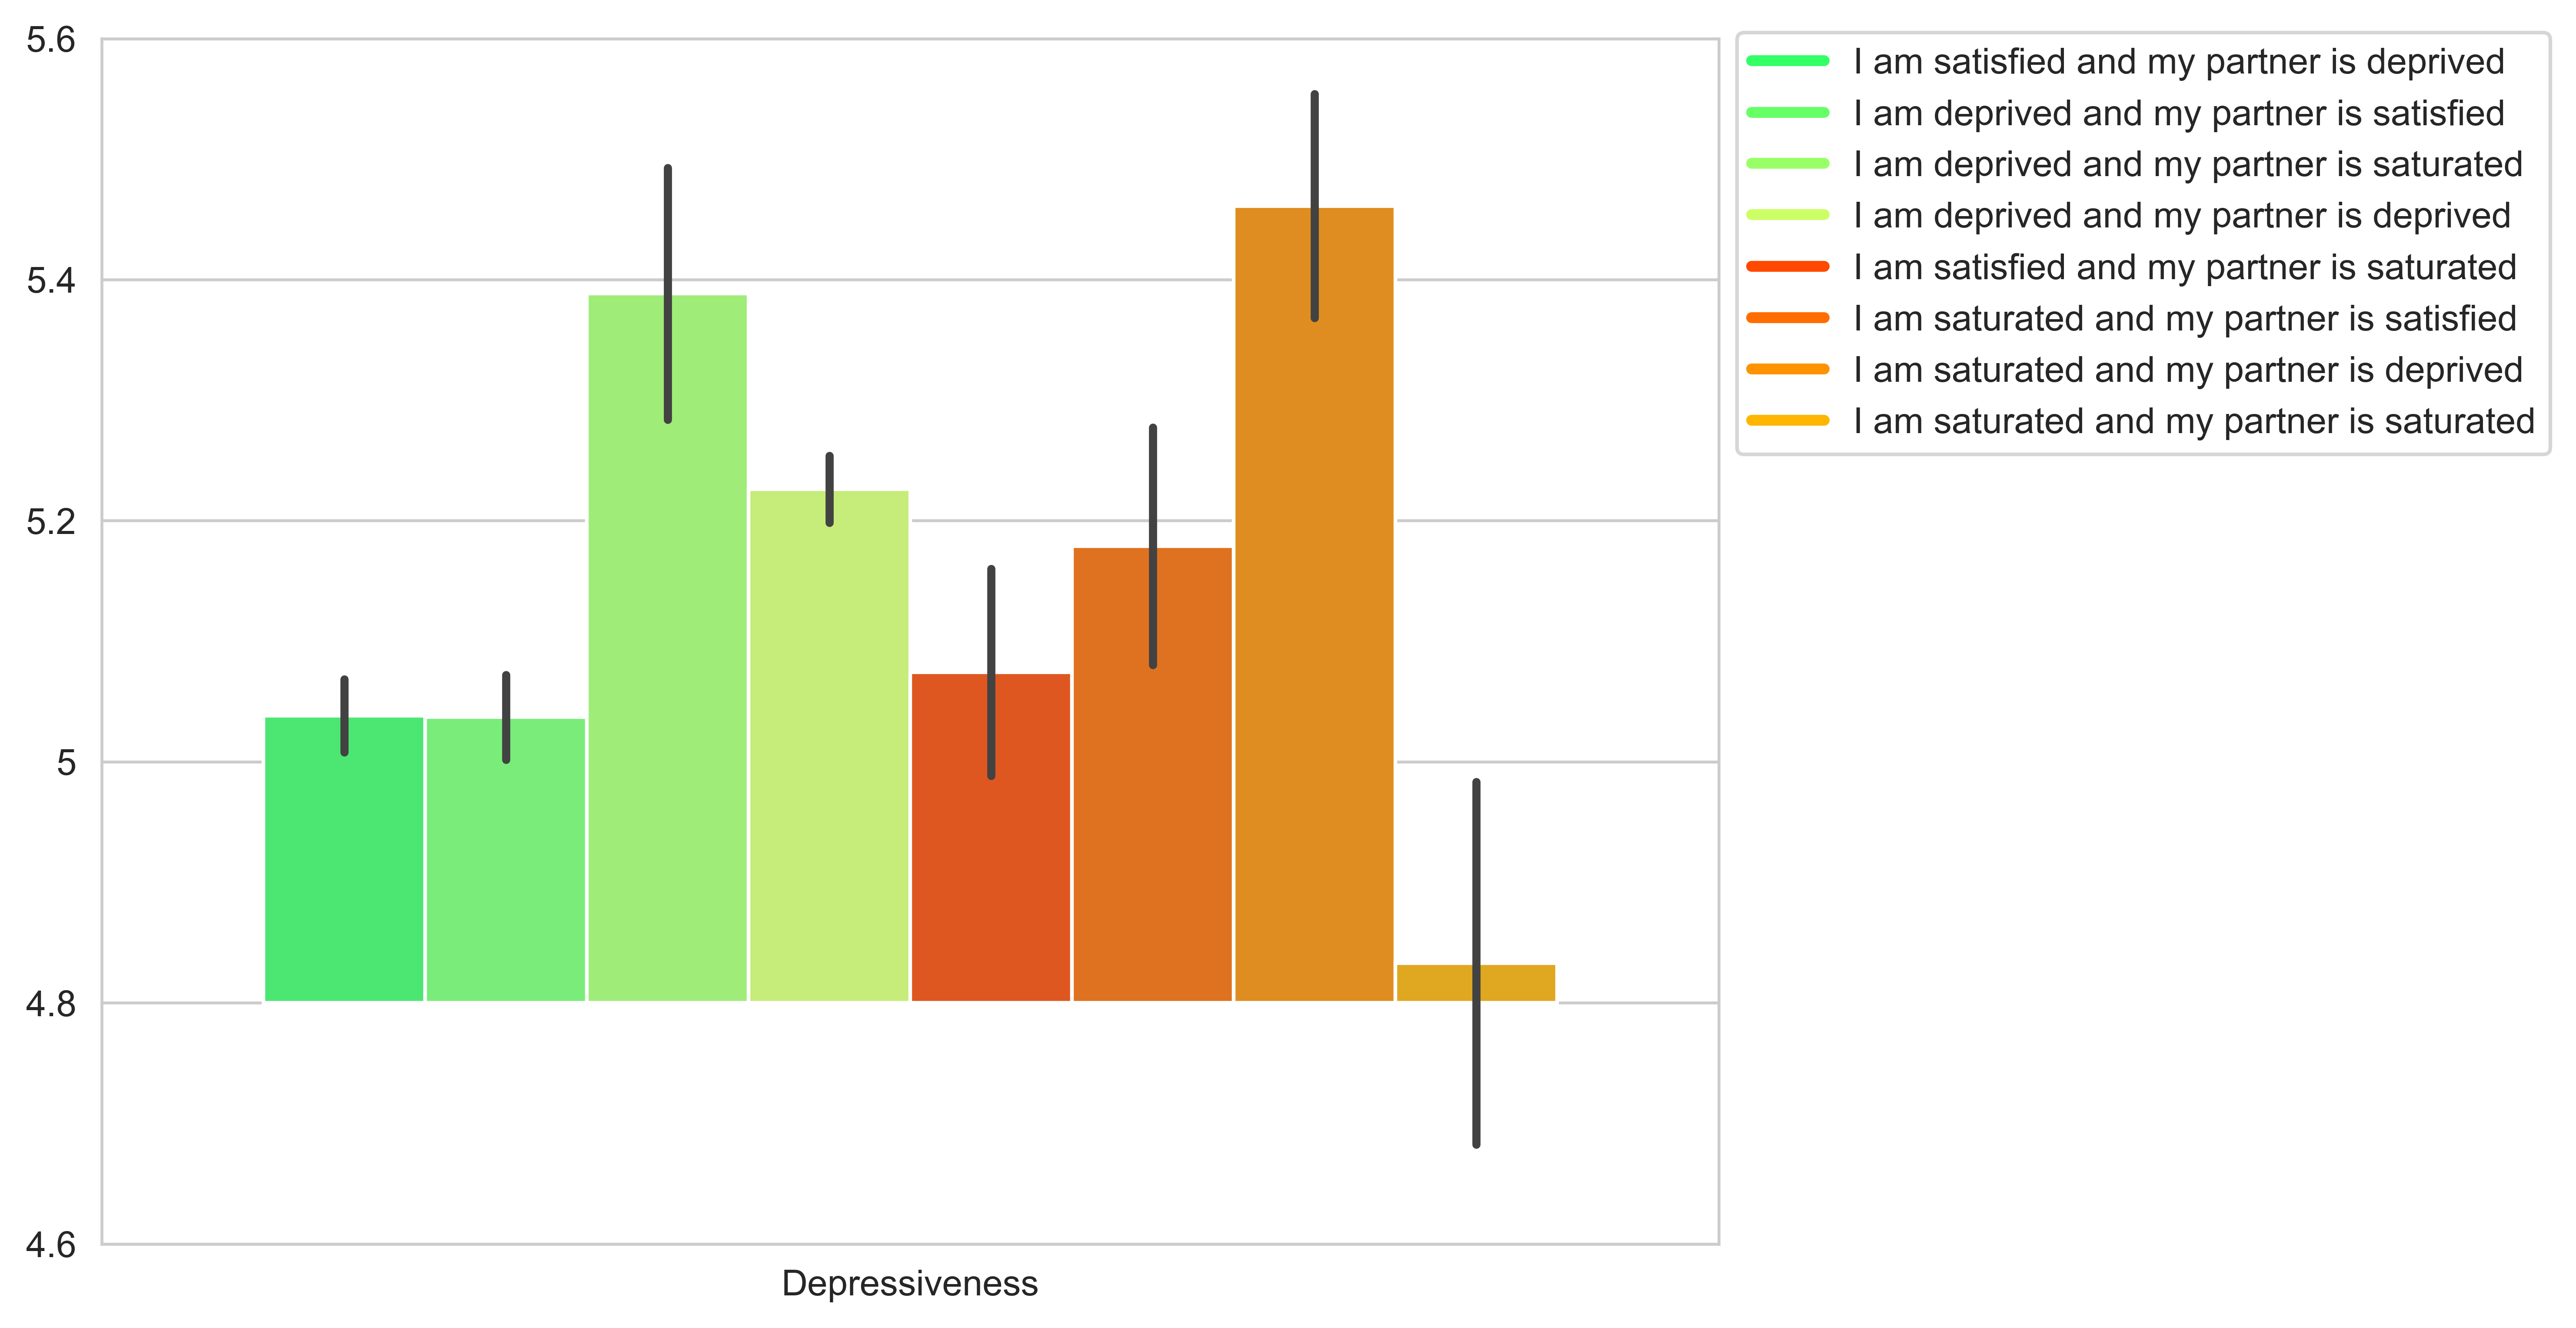 5.6
5.4
5.2
5
4.8
4.6
Depressiveness
I am satisfied and my partner is deprived
I am deprived and my partner is satisfied
I am deprived and my partner is saturated
I am deprived and my partner is deprived
I am satisfied and my partner is saturated
I am saturated and my partner is satisfied
I am saturated and my partner is deprived
I am saturated and my partner is saturated